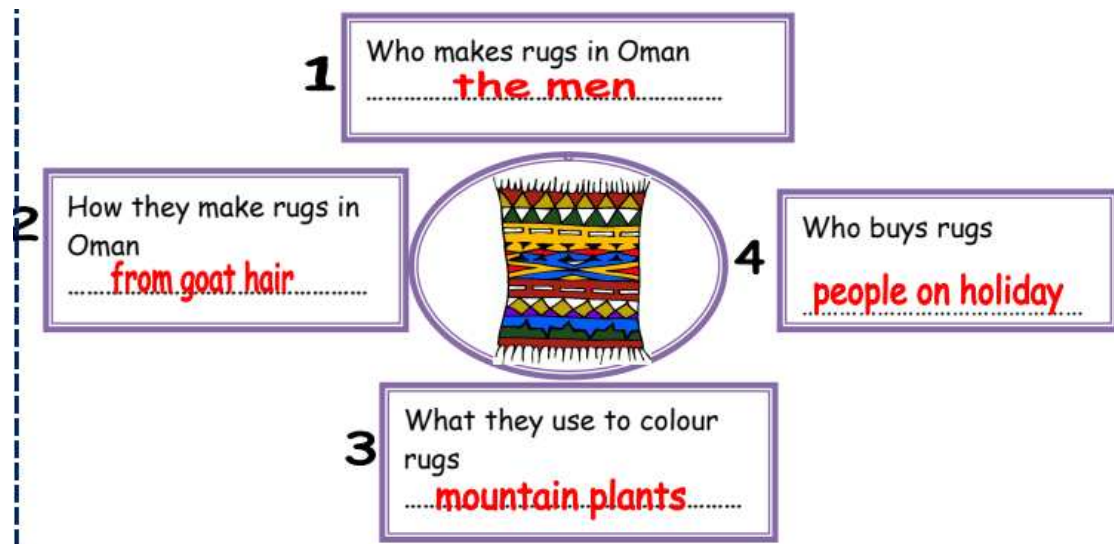 1
Who makes rugs in Oman
the men
2
How they make rugs in
Oman
from goat hair
3
What they use to colour
rugs
mountain plants
4
Who buys rugs
people on holiday